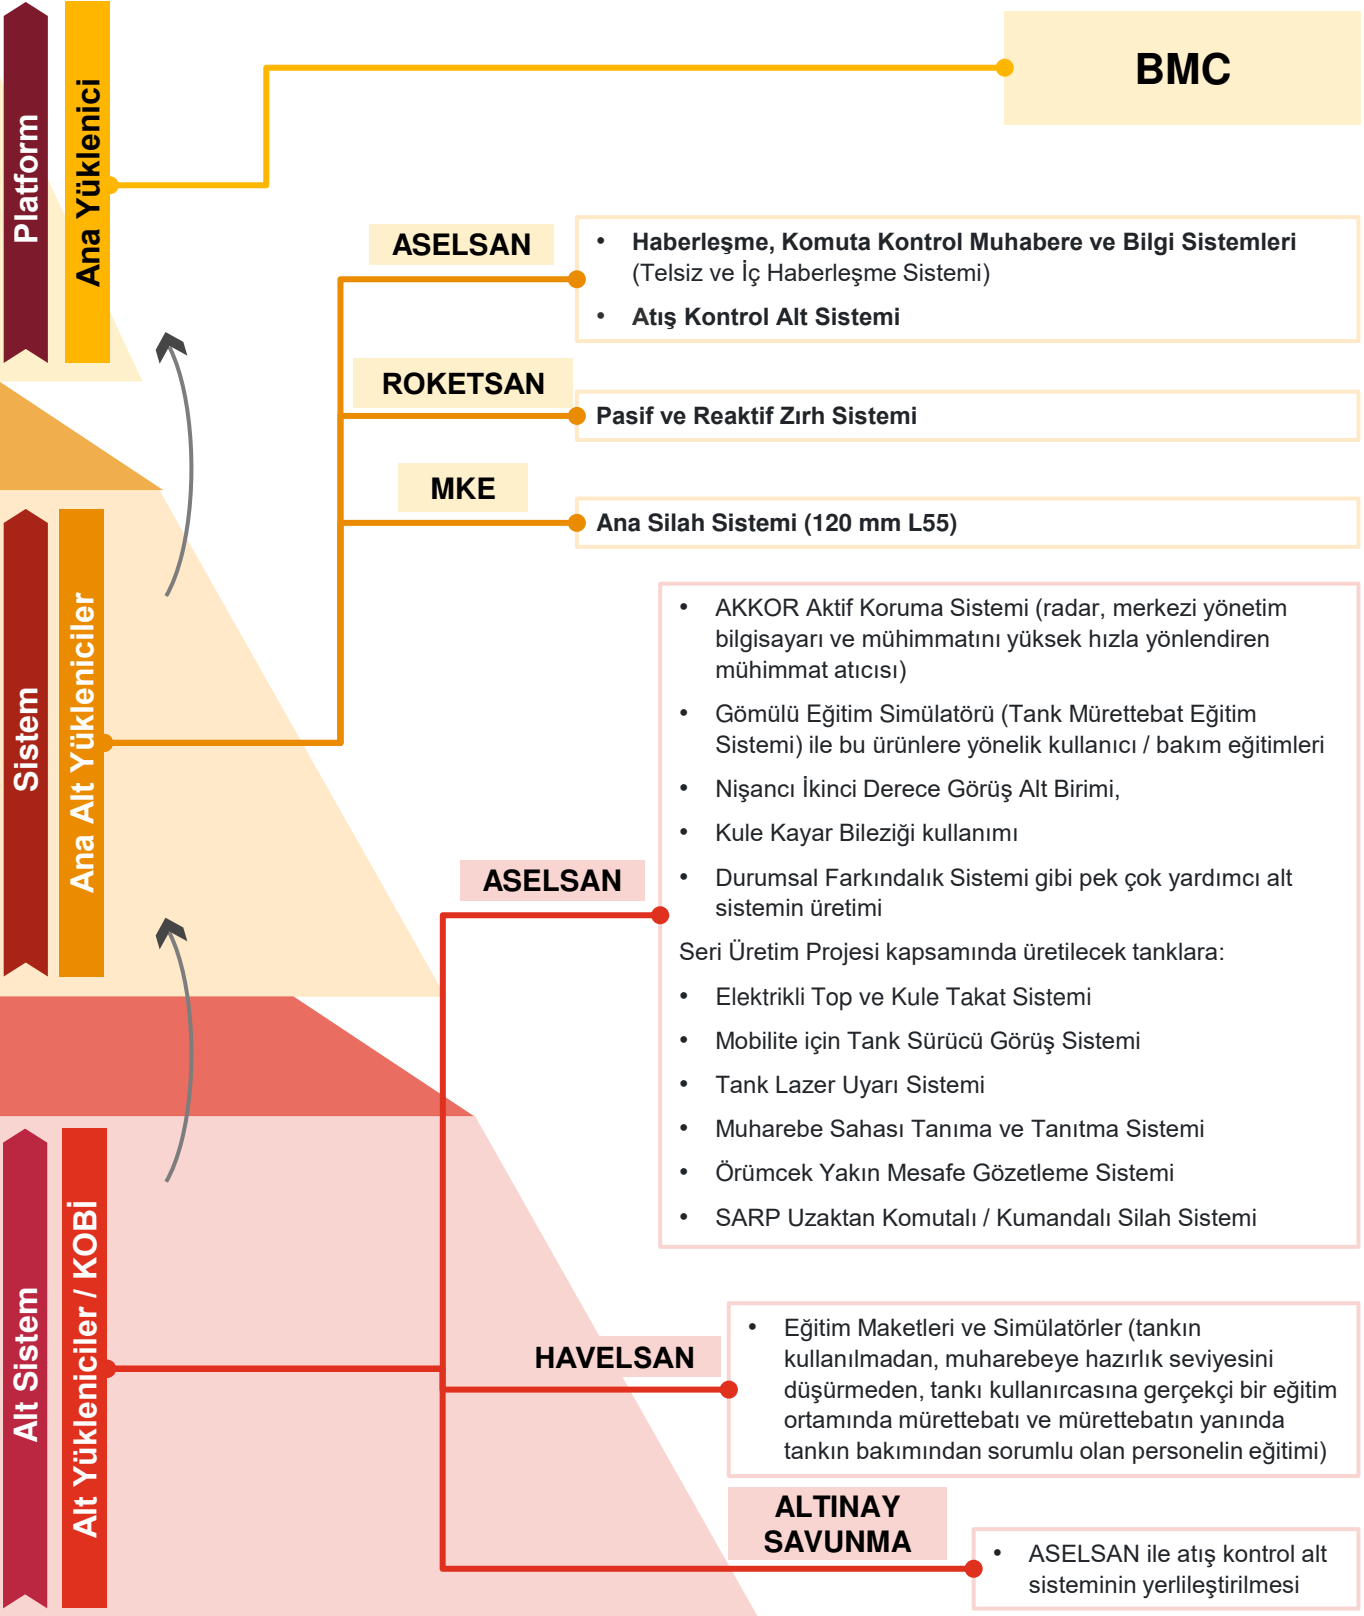 Platform
Ana Yüklenici
BMC
ASELSAN
• Haberleşme, Komuta Kontrol Muhabere ve Bilgi Sistemleri
(Telsiz ve İç Haberleşme Sistemi)
• Atış Kontrol Alt Sistemi
ROKETSAN
Pasif ve Reaktif Zırh Sistemi
MKE
Ana Silah Sistemi (120 mm L55)
Sistem
Ana Alt Yükleniciler
ASELSAN
• AKKOR Aktif Koruma Sistemi (radar, merkezi yönetim
bilgisayarı ve mühimmatını yüksek hızla yönlendiren
mühimmat atıcısı)
• Gömülü Eğitim Simülatörü (Tank Mürettebat Eğitim
Sistemi) ile bu ürünlere yönelik kullanıcı / bakım eğitimleri
• Nişancı İkinci Derece Görüş Alt Birimi,
• Kule Kayar Bileziği kullanımı
• Durumsal Farkındalık Sistemi gibi pek çok yardımcı alt
sistemin üretimi
Seri Üretim Projesi kapsamında üretilecek tanklara:
• Elektrikli Top ve Kule Takat Sistemi
• Mobilite için Tank Sürücü Görüş Sistemi
• Tank Lazer Uyarı Sistemi
• Muharebe Sahası Tanıma ve Tanıtma Sistemi
• Örümcek Yakın Mesafe Gözetleme Sistemi
• SARP Uzaktan Komutalı / Kumandalı Silah Sistemi
Alt Sistem
Alt Yükleniciler / KOBİ
HAVELSAN
• Eğitim Maketleri ve Simülatörler (tankın
kullanılmadan, muharebeye hazırlık seviyesini
düşürmeden, tankı kullanırcasına gerçekçi bir eğitim
ortamında mürettebatı ve mürettebatın yanında
tankın bakımından sorumlu olan personelin eğitimi)
ALTINAY
SAVUNMA
• ASELSAN ile atış kontrol alt
sisteminin yerlileştirilmesi